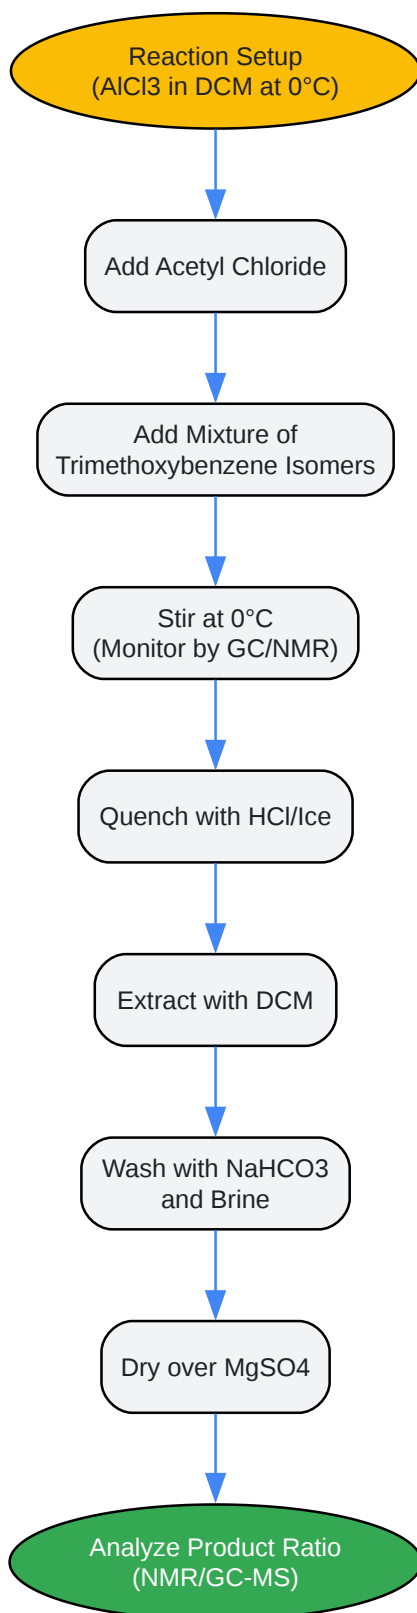 Reaction Setup
(AlCl3 in DCM at 0°C)
Add Acetyl Chloride
Add Mixture of
Trimethoxybenzene Isomers
Stir at 0°C
(Monitor by GC/NMR)
Quench with HCl/Ice
Extract with DCM
Wash with NaHCO3
and Brine
Dry over MgSO4
Analyze Product Ratio
(NMR/GC-MS)